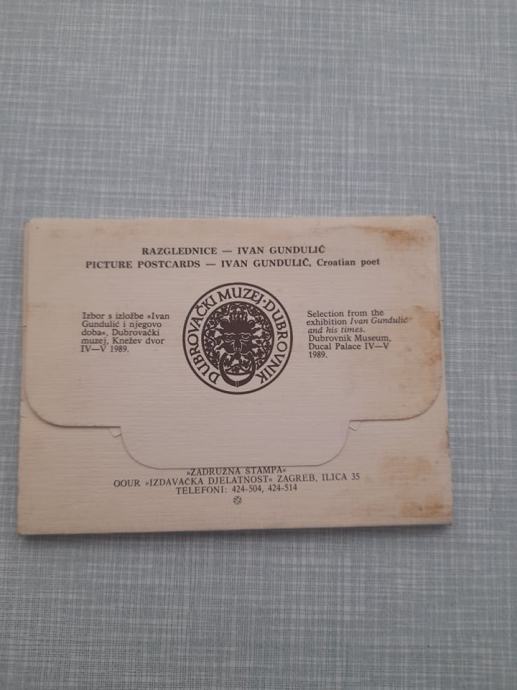 RAZGLEDNICE — IVAN GUNDULIĆ
PICTURE POSTCARDS — IVAN GUNDULIĆ, Croatian poet
Izbor s izložbe »Ivan
Gundulić i njegovo
doba«, Dubrovački
muzej, Knežev dvor
IV—V 1989.
DUBROVAČKI MUZEJ·DUBROVNIK
Selection from the
exhibition Ivan Gundulić
and his times.
Dubrovnik Museum,
Ducal Palace IV—V
1989.
»ZADRUŽNA ŠTAMPA«
OOUR »IZDAVAČKA DJELATNOST« ZAGREB, ILICA 35
TELEFONI: 424-504, 424-514